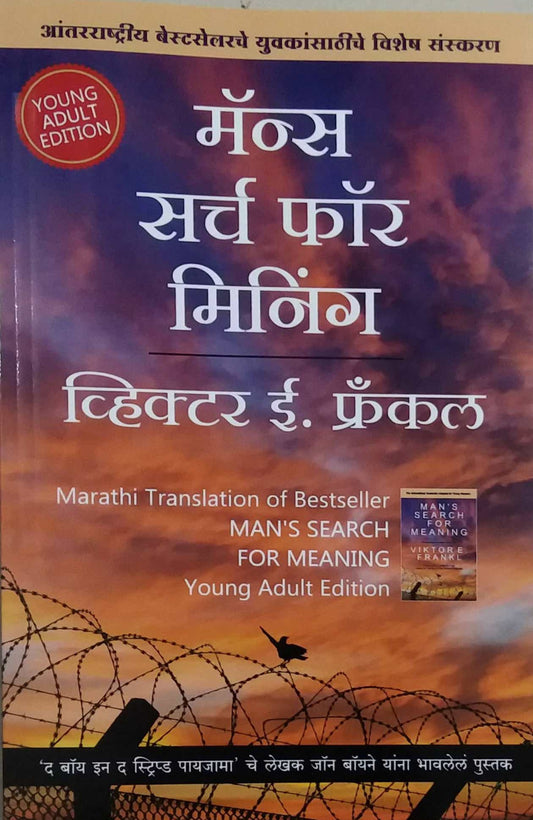 आंतरराष्ट्रीय बेस्टसेलरचे युवकांसाठीचे विशेष संस्करण
YOUNG
ADULT
EDITION
मॅन्स
सर्च फॉर
मिनिंग
व्हिक्टर ई. फ्रँकल
Marathi Translation of Bestseller
MAN'S SEARCH
FOR MEANING
Young Adult Edition
MAN'S
SEARCH
FOR
MEANING
VIKTOR E
FRANKL
'द बॉय इन द स्ट्रिप्ड पायजामा' चे लेखक जॉन बॉयने यांना भावलेलं पुस्तक